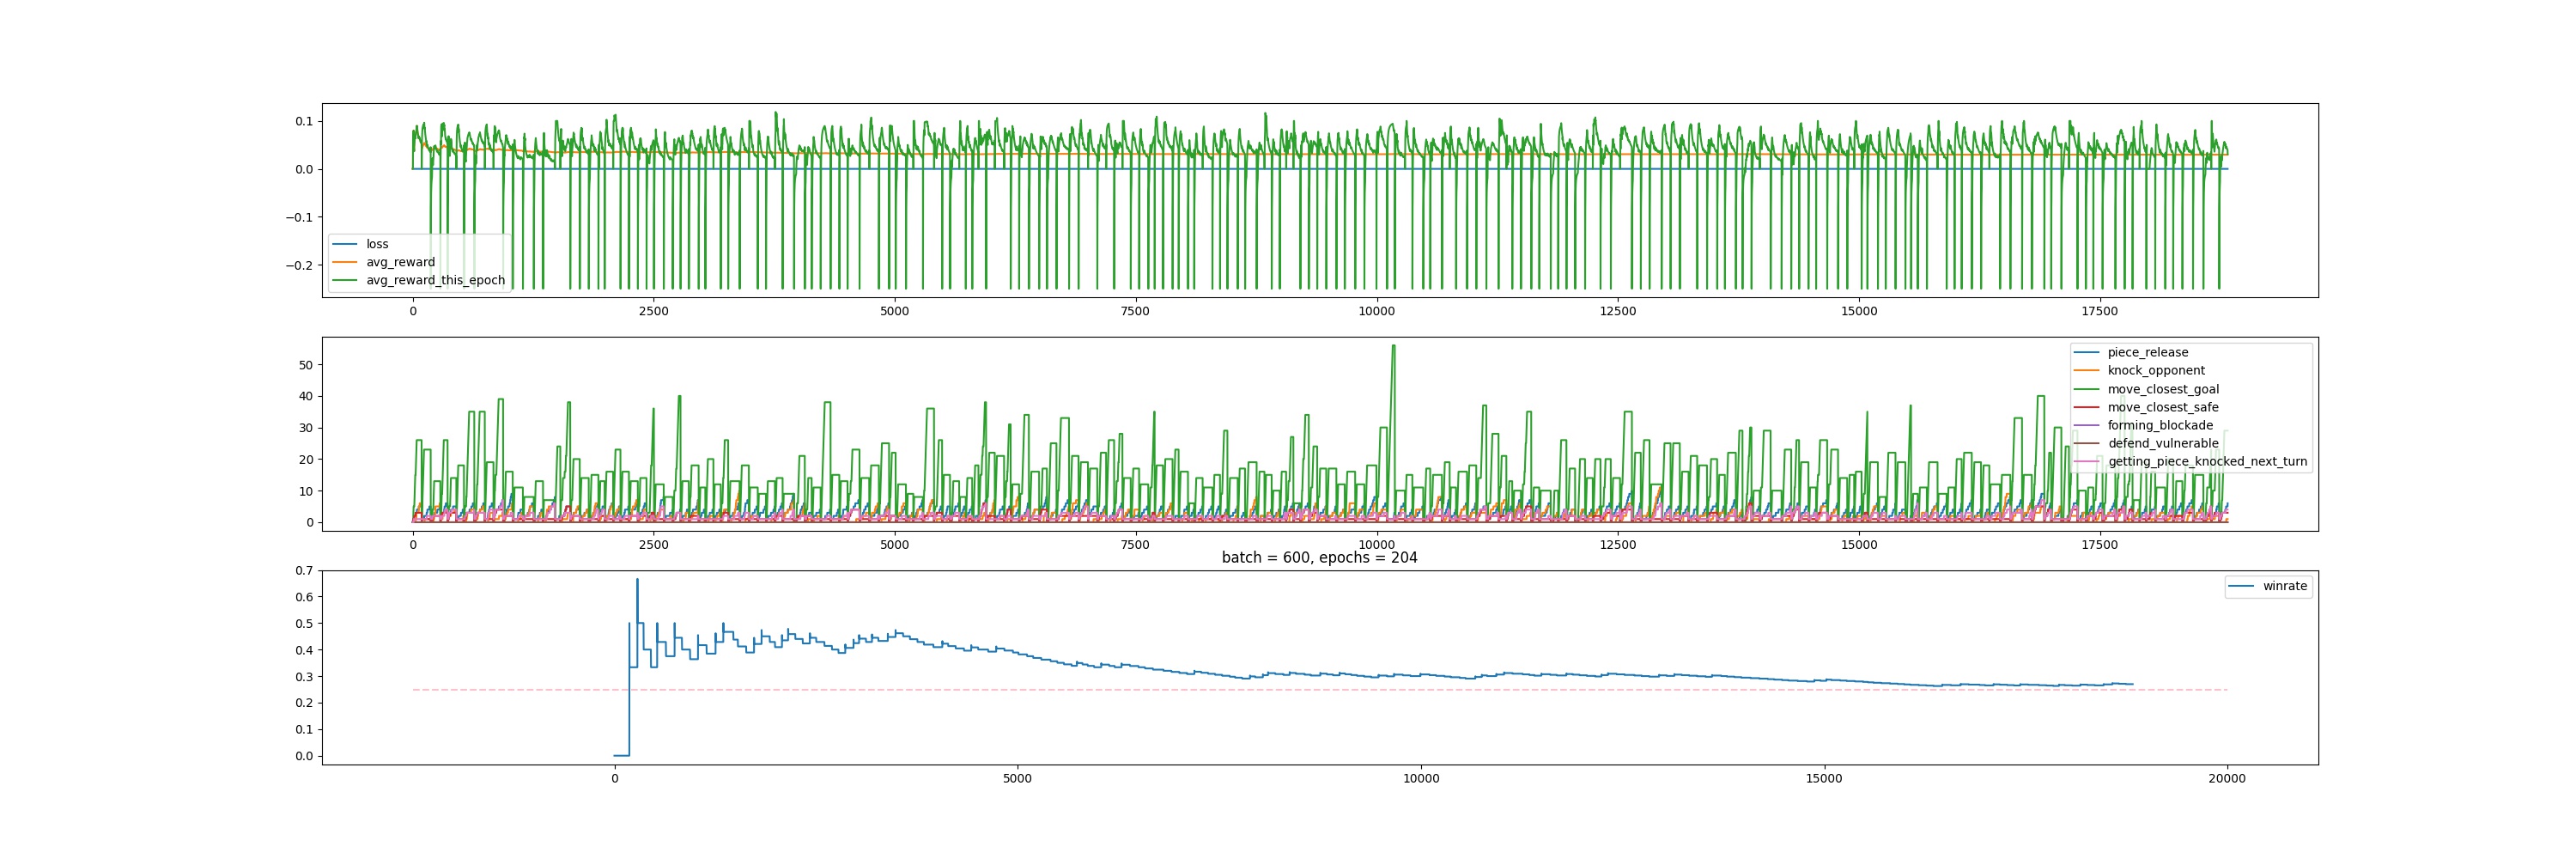 0.1
0.0
−0.1
−0.2
loss
avg_reward
avg_reward_this_epoch
0 2500 5000 7500 10000 12500 15000 17500
50
40
30
20
10
0
piece_release
knock_opponent
move_closest_goal
move_closest_safe
forming_blockade
defend_vulnerable
getting_piece_knocked_next_turn
0 2500 5000 7500 10000 12500 15000 17500
batch = 600, epochs = 204
0.7
0.6
0.5
0.4
0.3
0.2
0.1
0.0
winrate
0 5000 10000 15000 20000